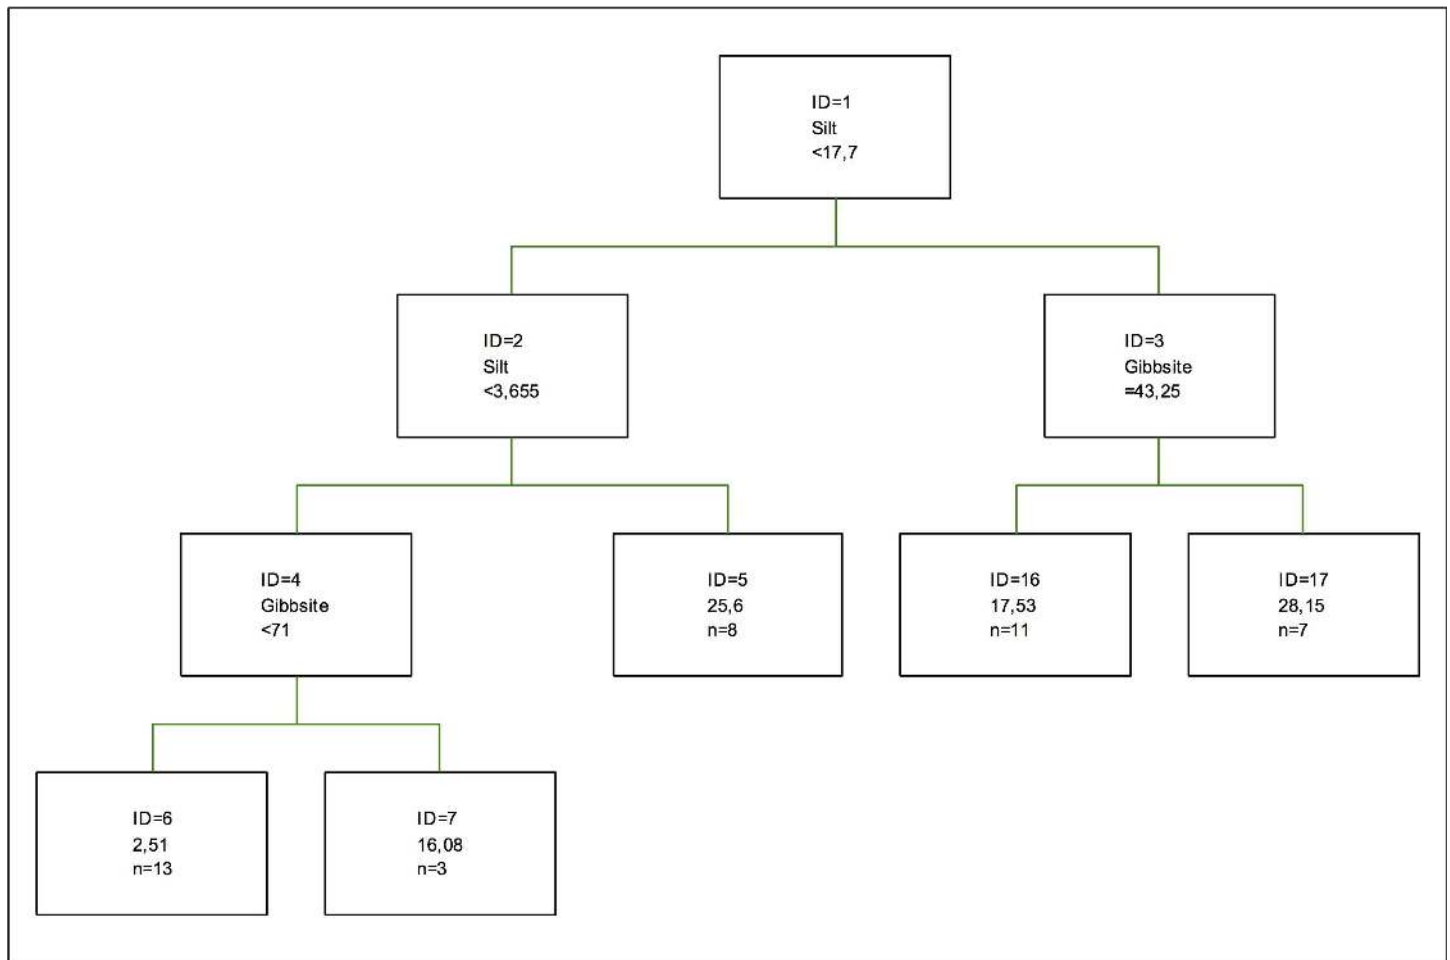 ID=1
Silt
<17,7
ID=2
Silt
<3,655
ID=3
Gibbsite
=43,25
ID=4
Gibbsite
<71
ID=5
25,6
n=8
ID=16
17,53
n=11
ID=17
28,15
n=7
ID=6
2,51
n=13
ID=7
16,08
n=3